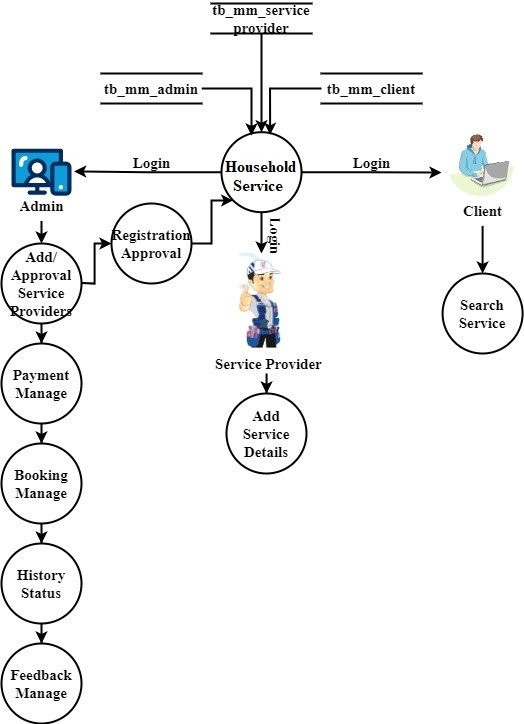 tb_mm_service
provider
tb_mm_admin
tb_mm_client
Login
Household
Service
Login
Admin
Client
Login
Registration
Approval
Add/
Approval
Service
Providers
Search
Service
Service Provider
Payment
Manage
Add
Service
Details
Booking
Manage
History
Status
Feedback
Manage